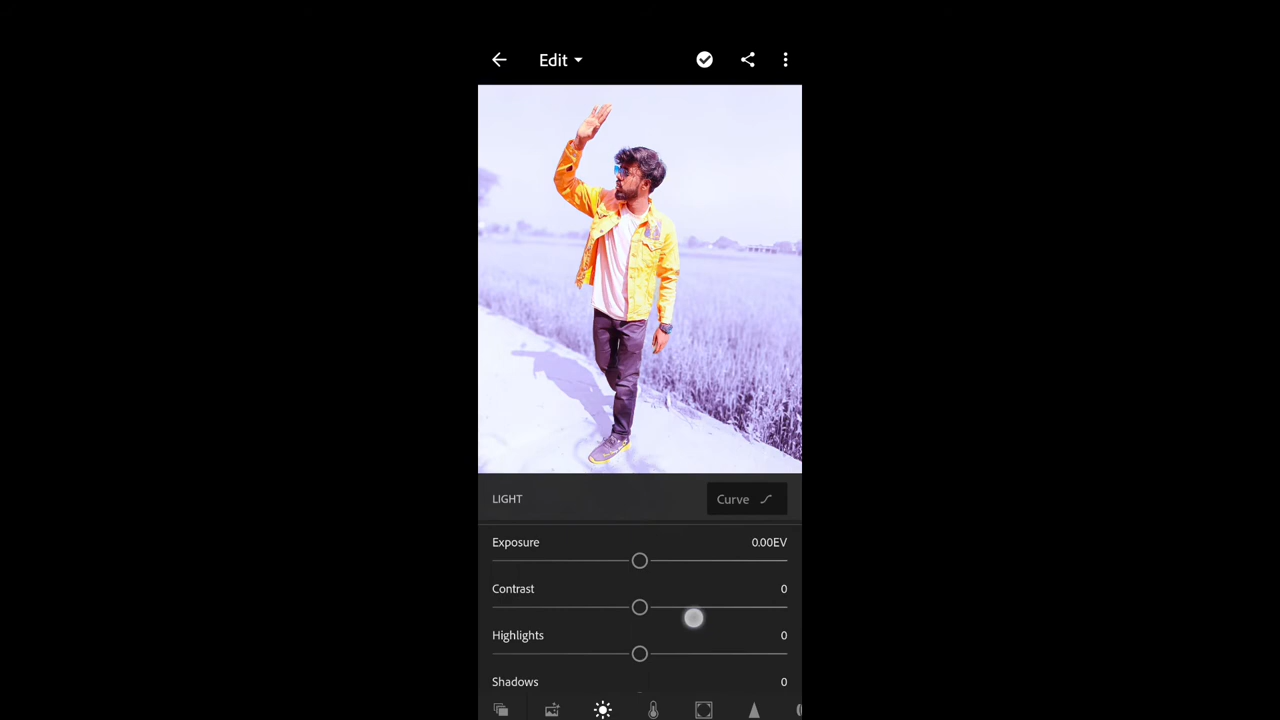 Edit
LIGHT
Curve
Exposure 0.00EV
Contrast 0
Highlights 0
Shadows 0